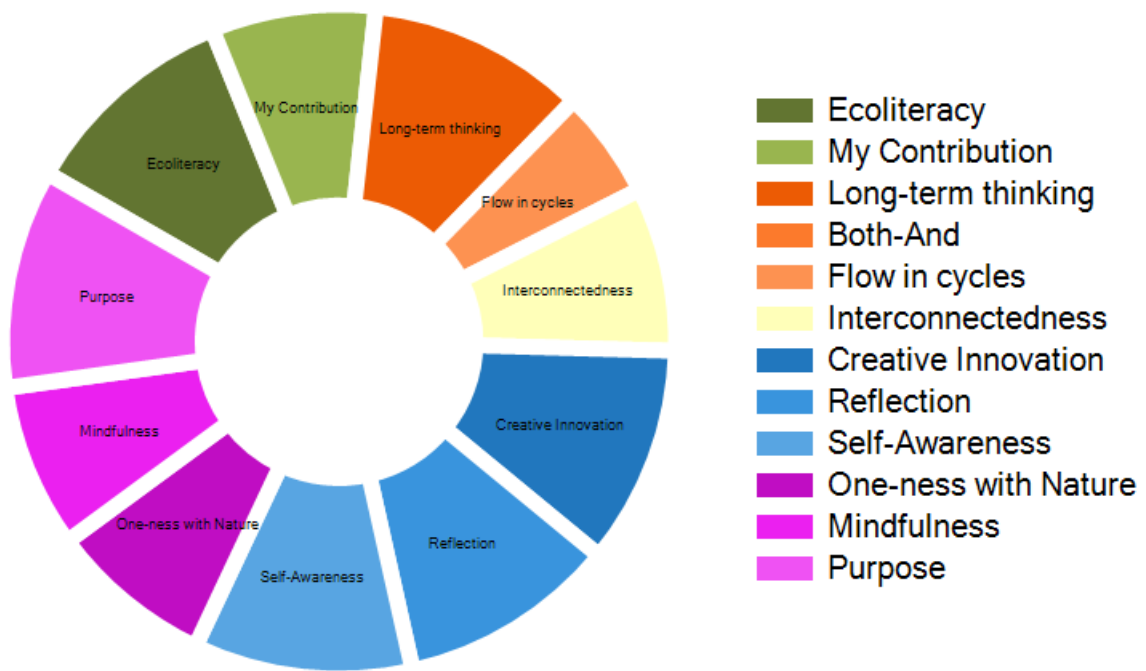 My Contribution
Long-term thinking
Ecoliteracy
Flow in cycles
Interconnectedness
Purpose
Creative Innovation
Mindfulness
One-ness with Nature
Reflection
Self-Awareness
Ecoliteracy
My Contribution
Long-term thinking
Both-And
Flow in cycles
Interconnectedness
Creative Innovation
Reflection
Self-Awareness
One-ness with Nature
Mindfulness
Purpose